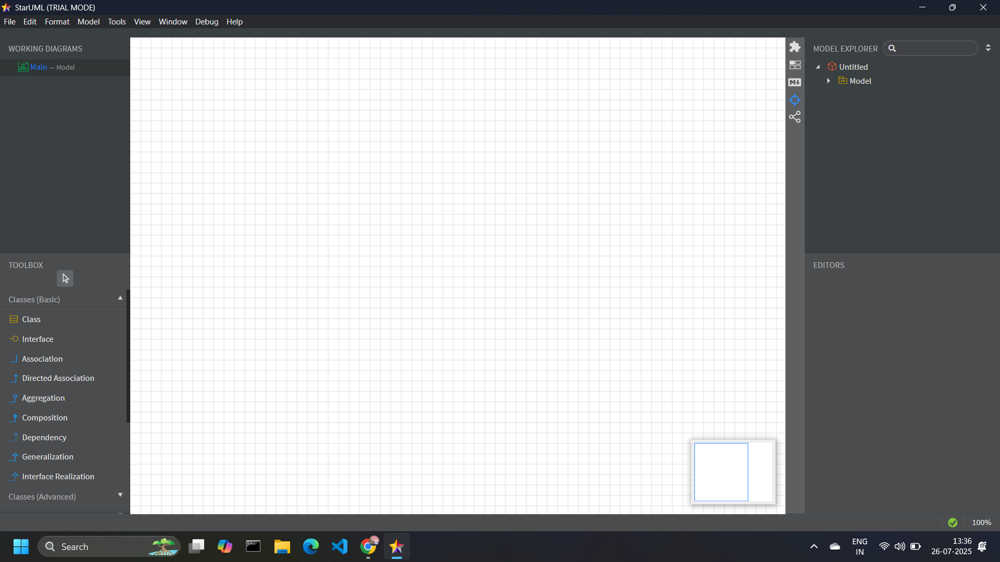 StarUML (TRIAL MODE)
File Edit Format Model Tools View Window Debug Help
WORKING DIAGRAMS
Main — Model
TOOLBOX
Classes (Basic)
Class
Interface
Association
Directed Association
Aggregation
Composition
Dependency
Generalization
Interface Realization
Classes (Advanced)
M
MODEL EXPLORER
Untitled
Model
EDITORS
100%
Search
ENG
IN
13:36
26-07-2025